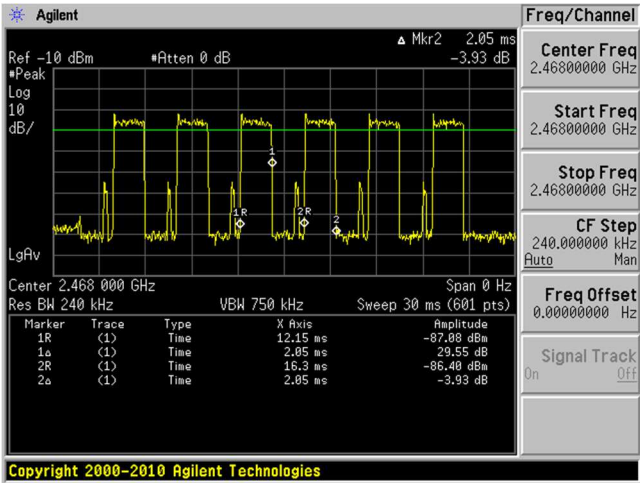 Agilent
Freq/Channel
Δ Mkr2 2.05 ms
Ref -10 dBm #Atten 0 dB -3.93 dB
#Peak
Log
10
dB/
1
1R
2R
2
LgAv
Center 2.468 000 GHz Span 0 Hz
Res BW 240 kHz VBW 750 kHz Sweep 30 ms (601 pts)
Marker Trace Type X Axis Amplitude
1R (1) Time 12.15 ms -87.08 dBm
1Δ (1) Time 2.05 ms 29.55 dB
2R (1) Time 16.3 ms -86.40 dBm
2Δ (1) Time 2.05 ms -3.93 dB
Center Freq
2.46800000 GHz
Start Freq
2.46800000 GHz
Stop Freq
2.46800000 GHz
CF Step
240.000000 kHz
Auto Man
Freq Offset
0.00000000 Hz
Signal Track
On Off
Copyright 2000-2010 Agilent Technologies